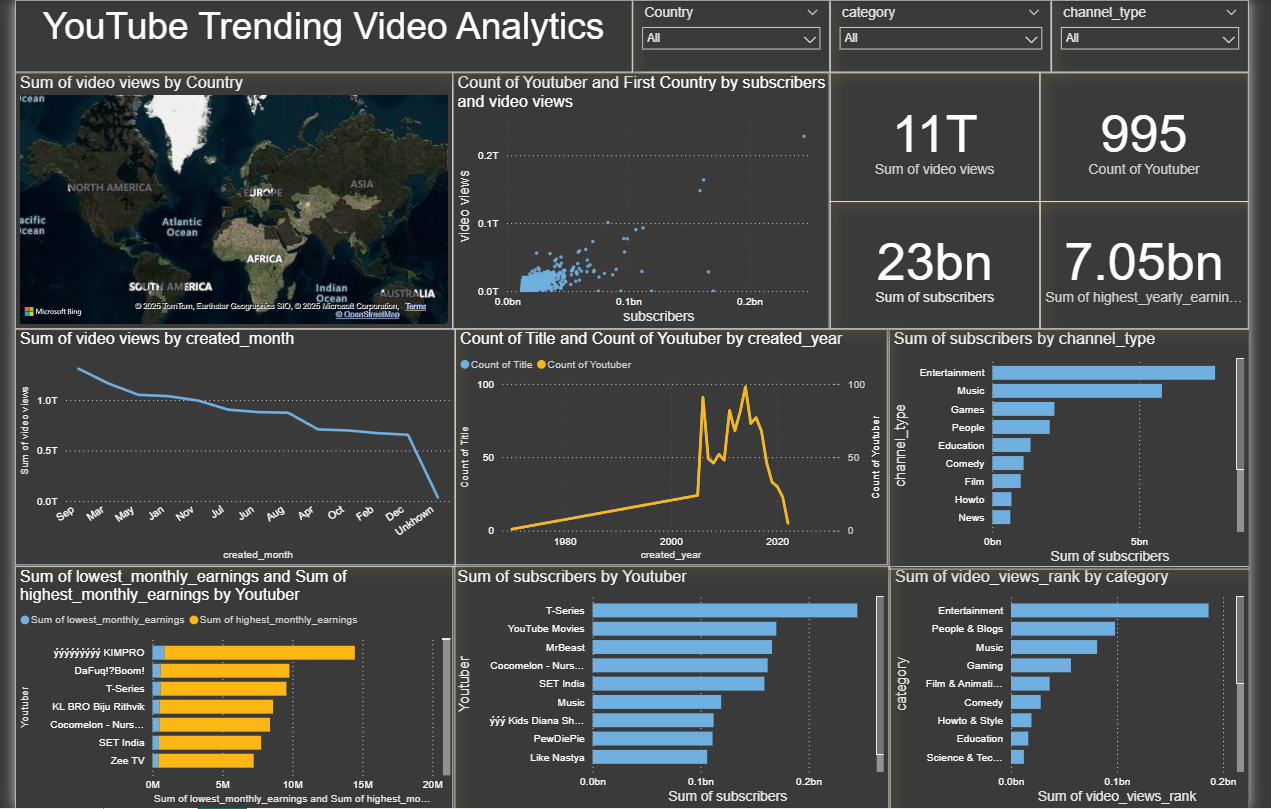 YouTube Trending Video Analytics
Country
All
category
All
channel_type
All
Sum of video views by Country
NORTH AMERICA
EUROPE
ASIA
Atlantic
Ocean
AFRICA
SOUTH AMERICA
Indian
Ocean
AUSTRALIA
Microsoft Bing
© 2025 TomTom, Earthstar Geographics SIO, © 2025 Microsoft Corporation, Terms
© OpenStreetMap
Count of Youtuber and First Country by subscribers
and video views
video views
0.2T
0.1T
0.0T
0.0bn 0.1bn 0.2bn
subscribers
11T
Sum of video views
995
Count of Youtuber
23bn
Sum of subscribers
7.05bn
Sum of highest_yearly_earnin...
Sum of video views by created_month
Sum of video views
1.0T
0.5T
0.0T
Sep Mar May Jan Nov Jul Jun Aug Apr Oct Feb Dec Unkhown
created_month
Count of Title and Count of Youtuber by created_year
Count of Title Count of Youtuber
Count of Title
100
50
0
100
50
0
Count of Youtuber
1980 2000 2020
created_year
Sum of subscribers by channel_type
channel_type
Entertainment
Music
Games
People
Education
Comedy
Film
Howto
News
0bn 5bn
Sum of subscribers
Sum of lowest_monthly_earnings and Sum of
highest_monthly_earnings by Youtuber
Sum of lowest_monthly_earnings Sum of highest_monthly_earnings
Youtuber
ýýýýýýýýý KIMPRO
DaFuq!?Boom!
T-Series
KL BRO Biju Rithvik
Cocomelon - Nurs...
SET India
Zee TV
0M 5M 10M 15M 20M
Sum of lowest_monthly_earnings and Sum of highest_mo...
Sum of subscribers by Youtuber
Youtuber
T-Series
YouTube Movies
MrBeast
Cocomelon - Nurs...
SET India
Music
ýýý Kids Diana Sh...
PewDiePie
Like Nastya
0.0bn 0.1bn 0.2bn
Sum of subscribers
Sum of video_views_rank by category
category
Entertainment
People & Blogs
Music
Gaming
Film & Animati...
Comedy
Howto & Style
Education
Science & Tec...
0.0bn 0.1bn 0.2bn
Sum of video_views_rank